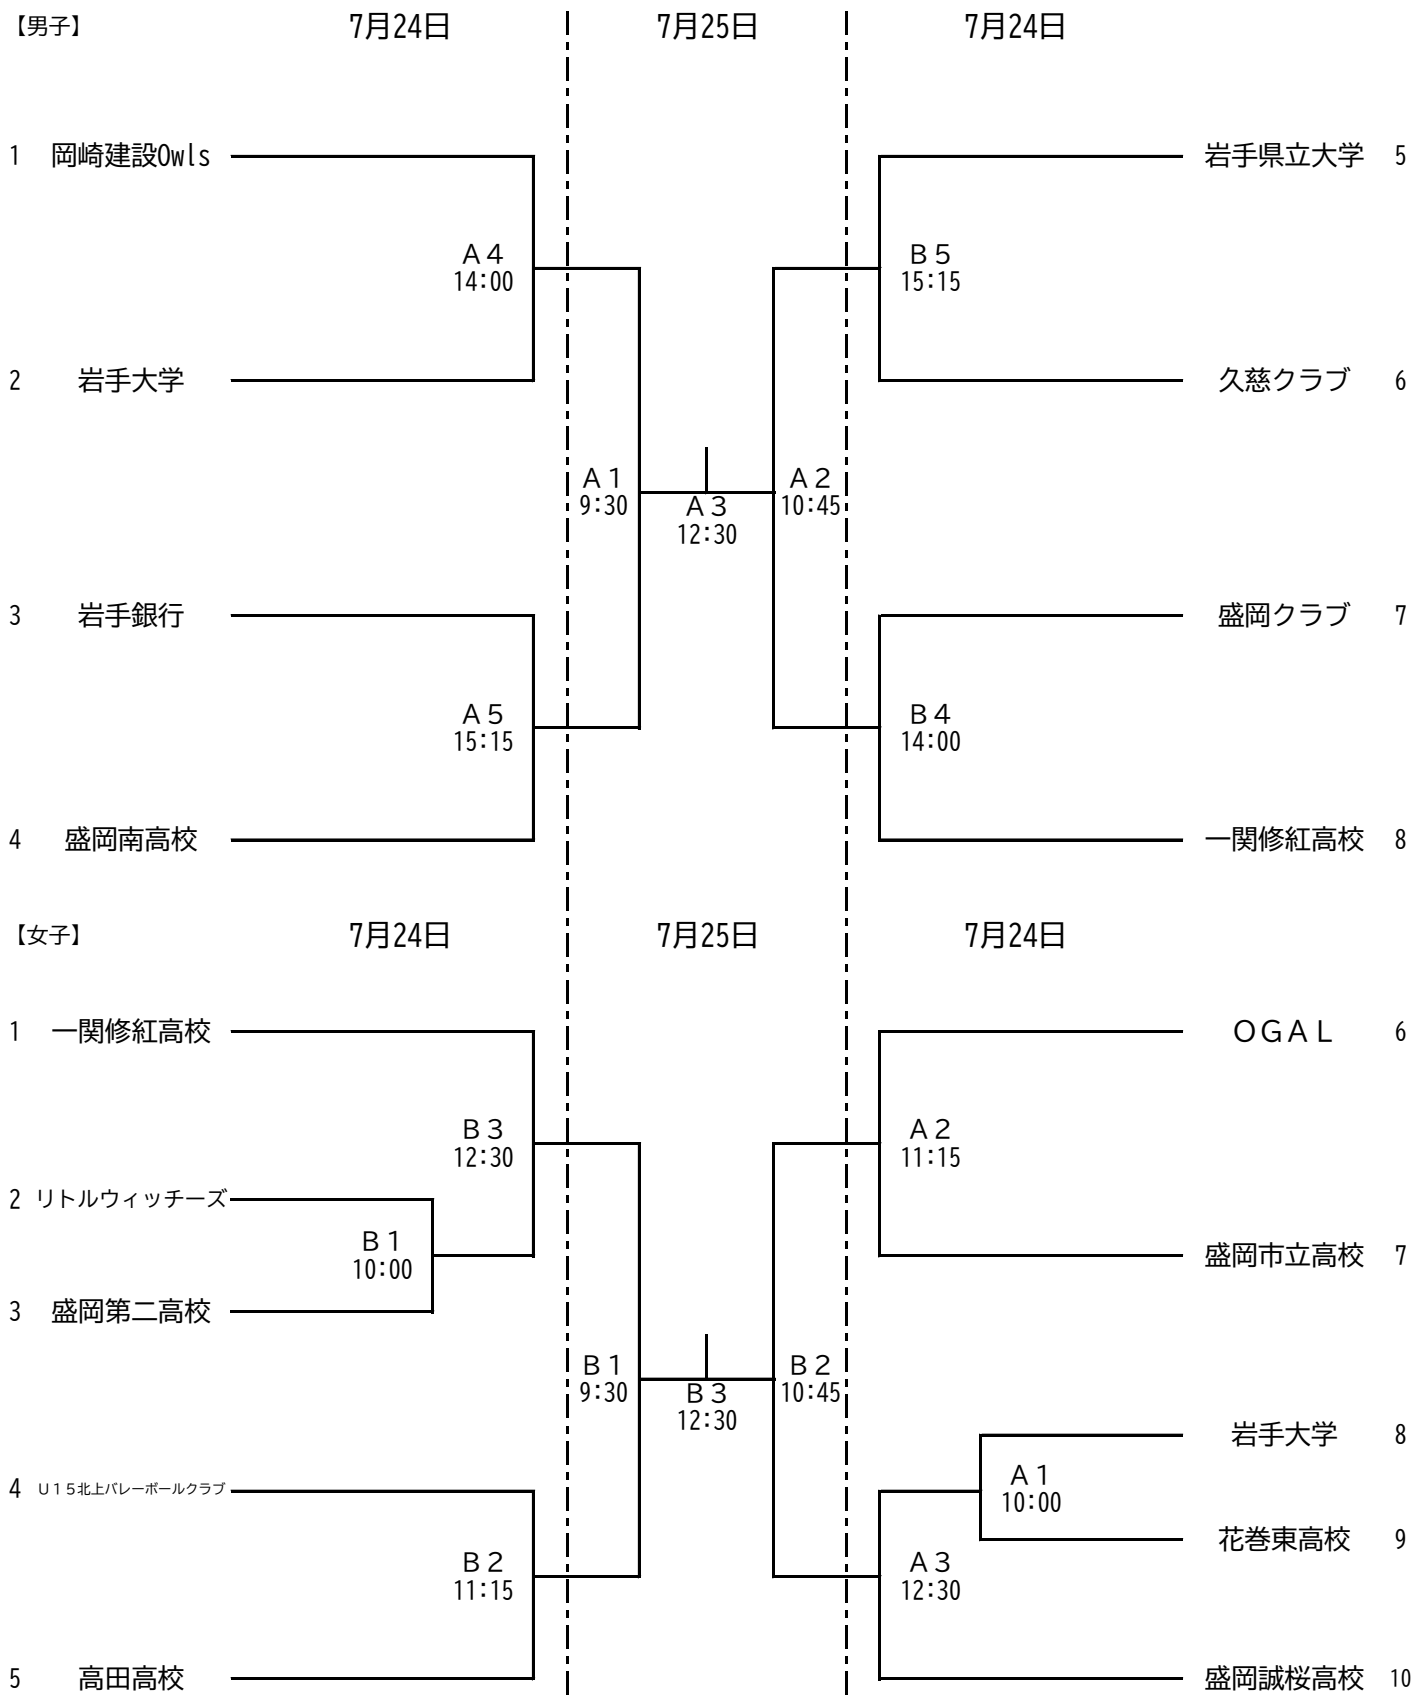 【男子】 7月24日 7月25日 7月24日
1 岡崎建設Owls 岩手県立大学 5
Ａ４ Ｂ５
14:00 15:15
2 岩手大学 久慈クラブ 6
Ａ１ Ａ２
9:30 Ａ３ 10:45
12:30
3 岩手銀行 盛岡クラブ 7
Ａ５ Ｂ４
15:15 14:00
4 盛岡南高校 一関修紅高校 8
【女子】 7月24日 7月25日 7月24日
1 一関修紅高校 ＯＧＡＬ 6
Ｂ３ Ａ２
12:30 11:15
2 リトルウィッチーズ
Ｂ１
10:00
盛岡市立高校 7
3 盛岡第二高校
Ｂ１ Ｂ２
9:30 Ｂ３ 10:45
12:30
岩手大学 8
4 Ｕ１５北上バレーボールクラブ
Ａ１
10:00
花巻東高校 9
Ｂ２ Ａ３
11:15 12:30
5 高田高校 盛岡誠桜高校 10